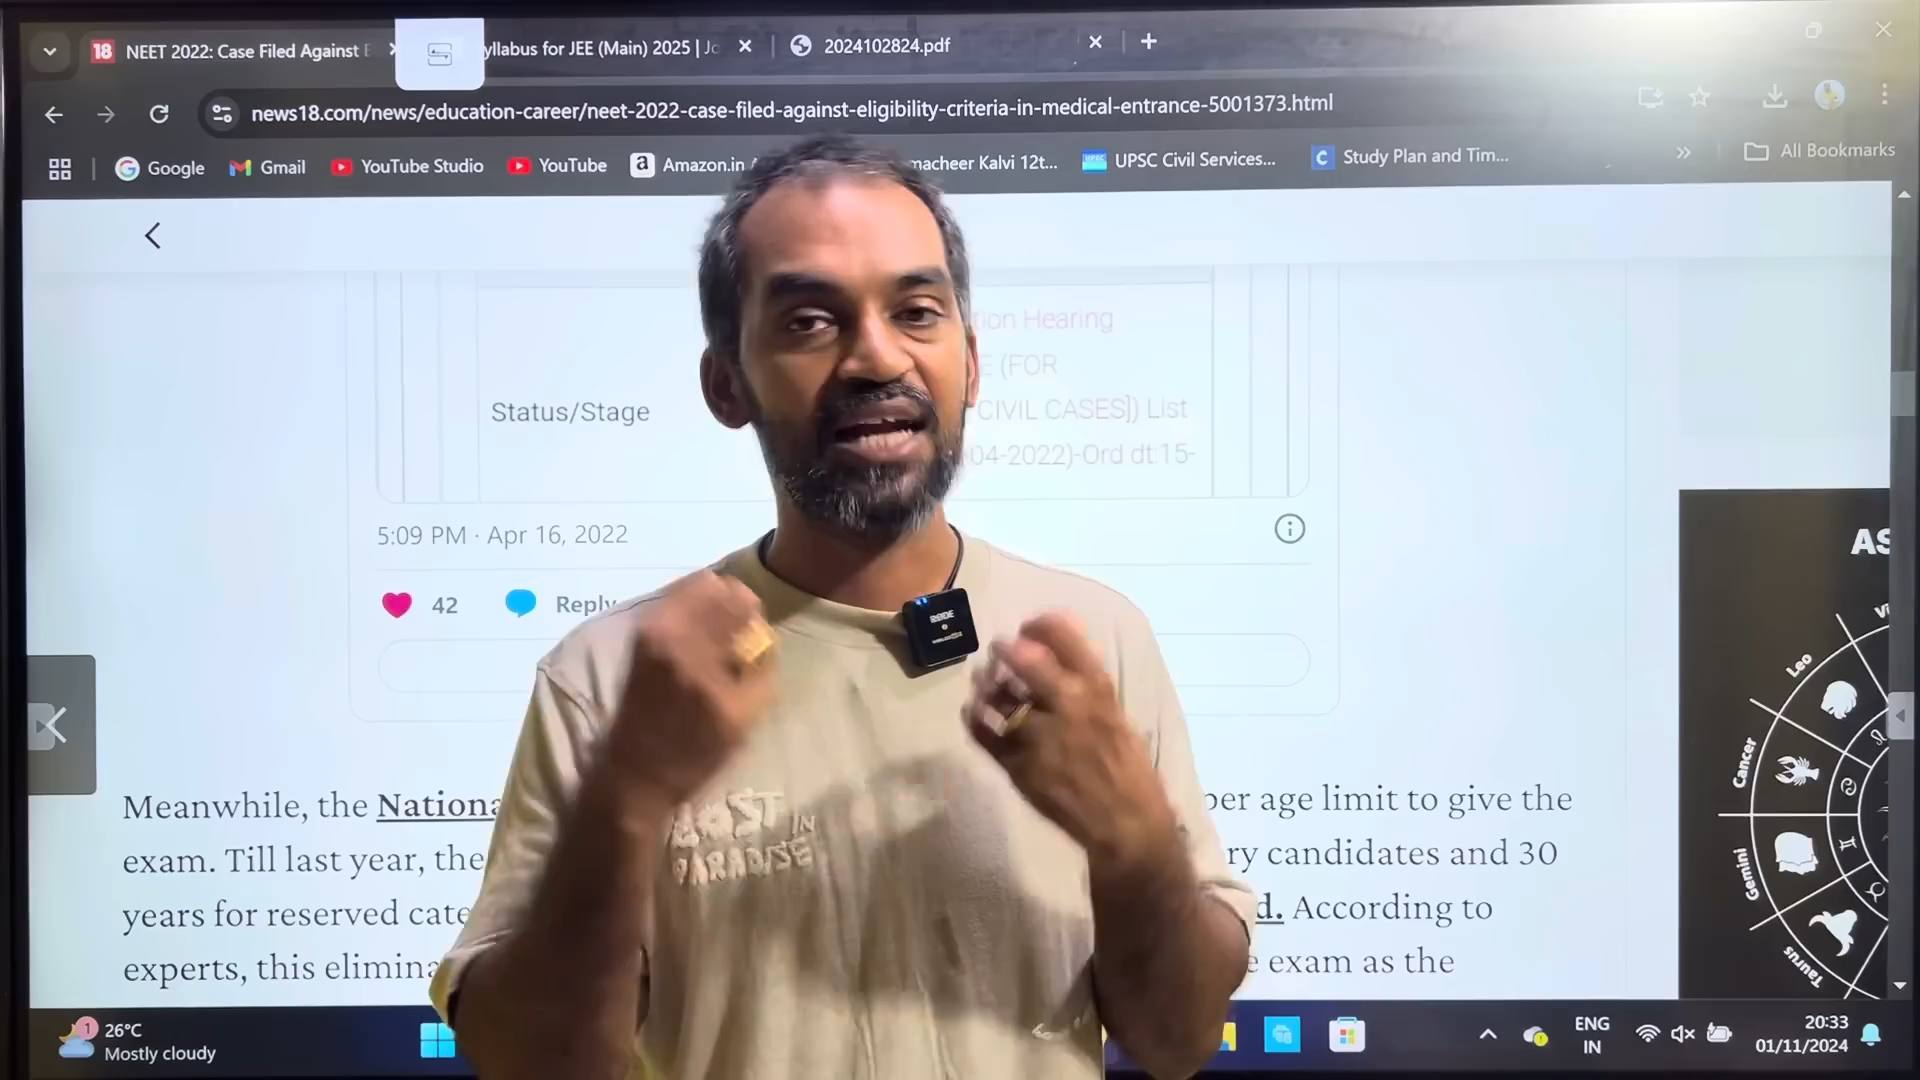 18 NEET 2022: Case Filed Against E
yllabus for JEE (Main) 2025 | Jo
2024102824.pdf
news18.com/news/education-career/neet-2022-case-filed-against-eligibility-criteria-in-medical-entrance-5001373.html
Google
Gmail
YouTube Studio
YouTube
a Amazon.in
macheer Kalvi 12t...
UPSC UPSC Civil Services...
C Study Plan and Tim...
All Bookmarks
tion Hearing
E (FOR
Status/Stage
CIVIL CASES]) List
04-2022)-Ord dt:15-
5:09 PM · Apr 16, 2022
42 Reply
AS
Leo
Cancer
Gemini
Taurus
RØDE
LOST IN
PARADISE
Meanwhile, the Nationa per age limit to give the
exam. Till last year, the ry candidates and 30
years for reserved cate d. According to
experts, this elimina e exam as the
1
26°C
Mostly cloudy
ENG
IN
20:33
01/11/2024